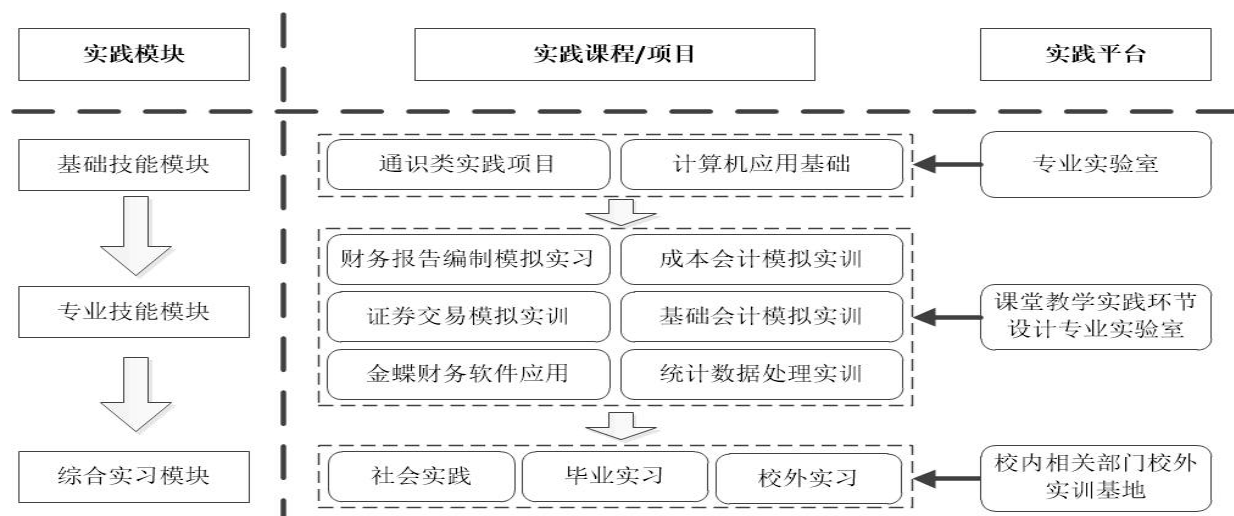 实践模块
实践课程/项目
实践平台
基础技能模块
通识类实践项目
计算机应用基础
专业实验室
财务报告编制模拟实习
成本会计模拟实训
专业技能模块
证券交易模拟实训
基础会计模拟实训
课堂教学实践环节
设计专业实验室
金蝶财务软件应用
统计数据处理实训
综合实习模块
社会实践
毕业实习
校外实习
校内相关部门校外
实训基地